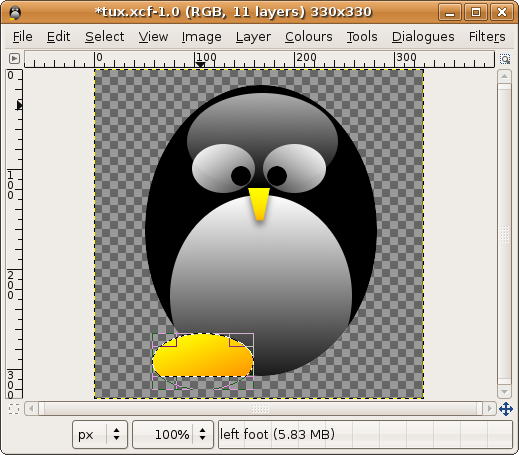 *tux.xcf-1.0 (RGB, 11 layers) 330x330
File Edit Select View Image Layer Colours Tools Dialogues Filters
0 100 200 300
0
100
200
300
px 100% left foot (5.83 MB)